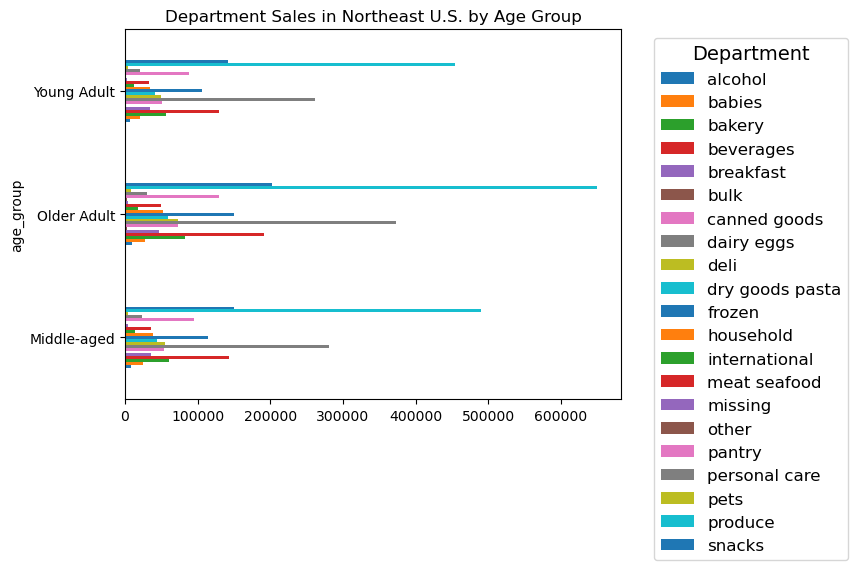 Department Sales in Northeast U.S. by Age Group
age_group
Young Adult
Older Adult
Middle-aged
0 100000 200000 300000 400000 500000 600000
Department
alcohol
babies
bakery
beverages
breakfast
bulk
canned goods
dairy eggs
deli
dry goods pasta
frozen
household
international
meat seafood
missing
other
pantry
personal care
pets
produce
snacks